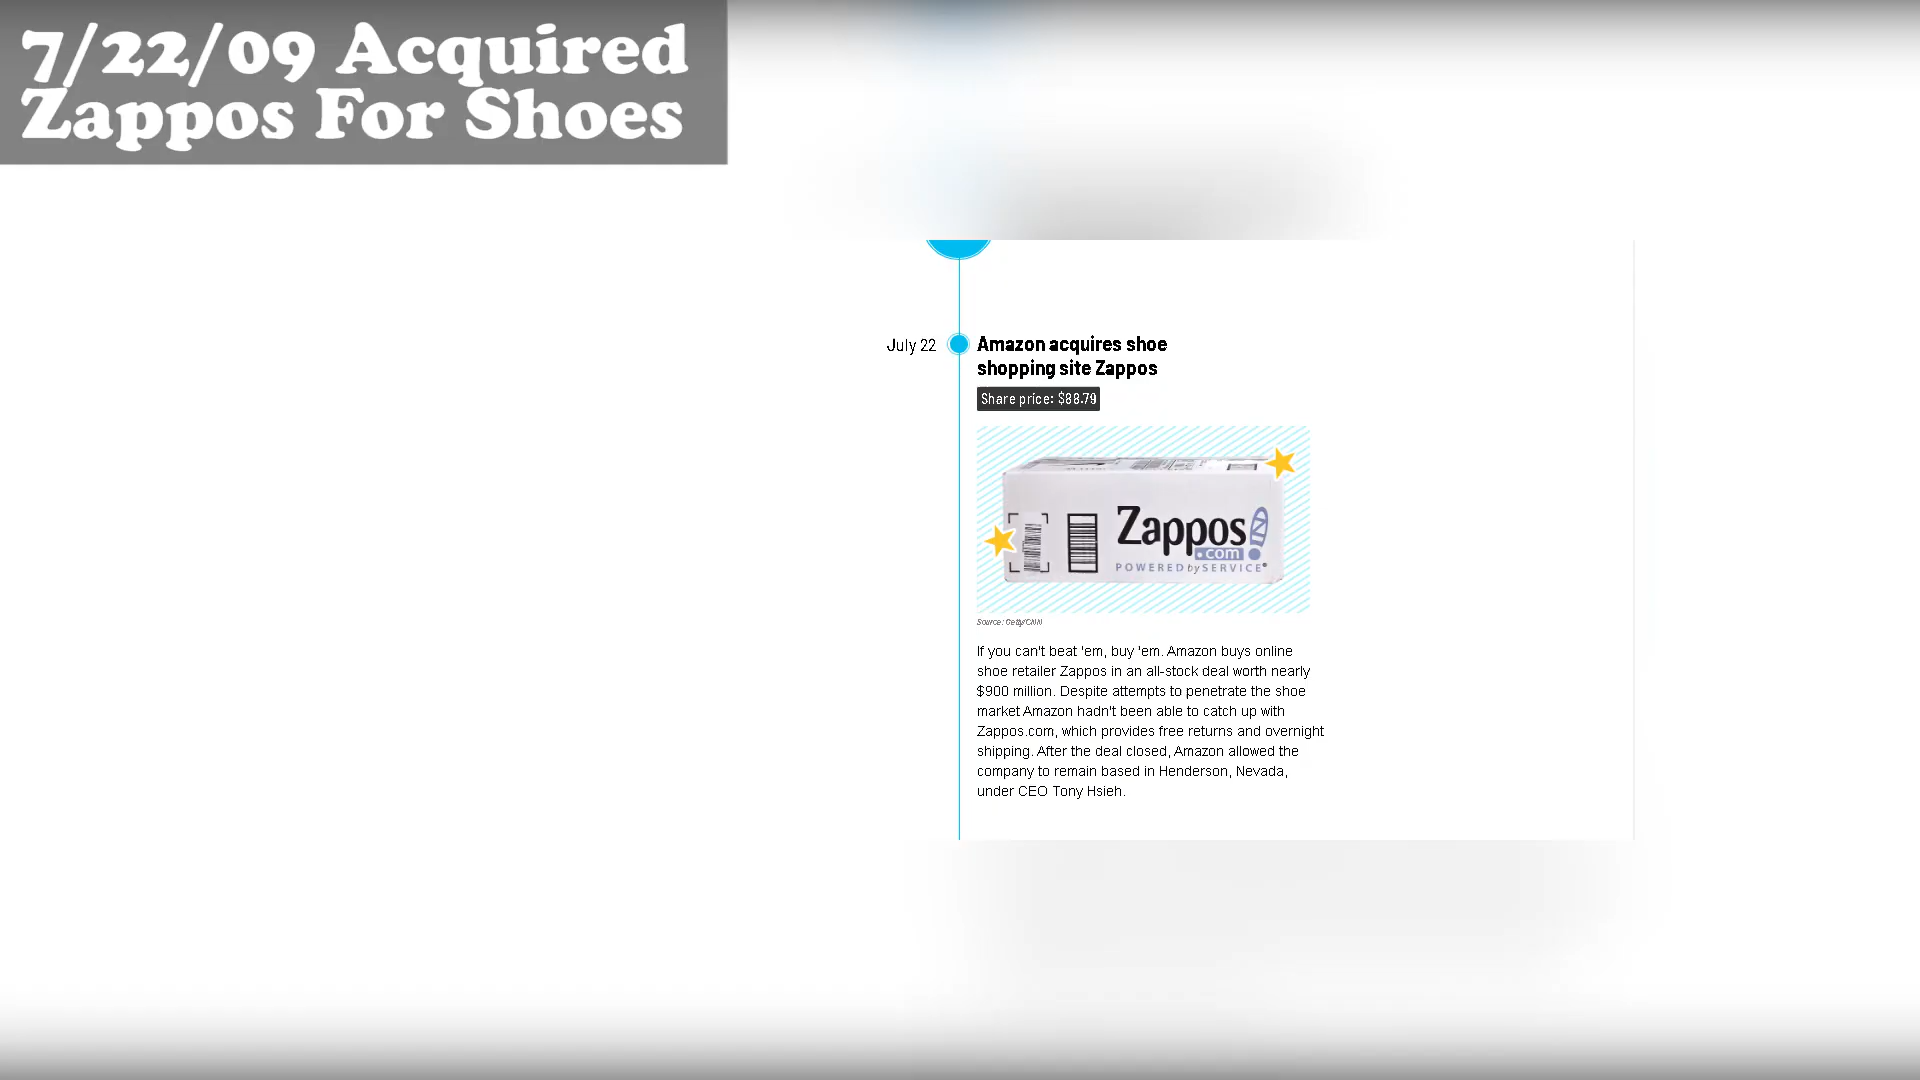 7/22/09 Acquired
Zappos For Shoes
July 22
Amazon acquires shoe
shopping site Zappos
Share price: $88.79
Zappos
.com
POWERED by SERVICE®
Source: Getty/CNN
If you can't beat 'em, buy 'em. Amazon buys online
shoe retailer Zappos in an all-stock deal worth nearly
$900 million. Despite attempts to penetrate the shoe
market Amazon hadn't been able to catch up with
Zappos.com, which provides free returns and overnight
shipping. After the deal closed, Amazon allowed the
company to remain based in Henderson, Nevada,
under CEO Tony Hsieh.